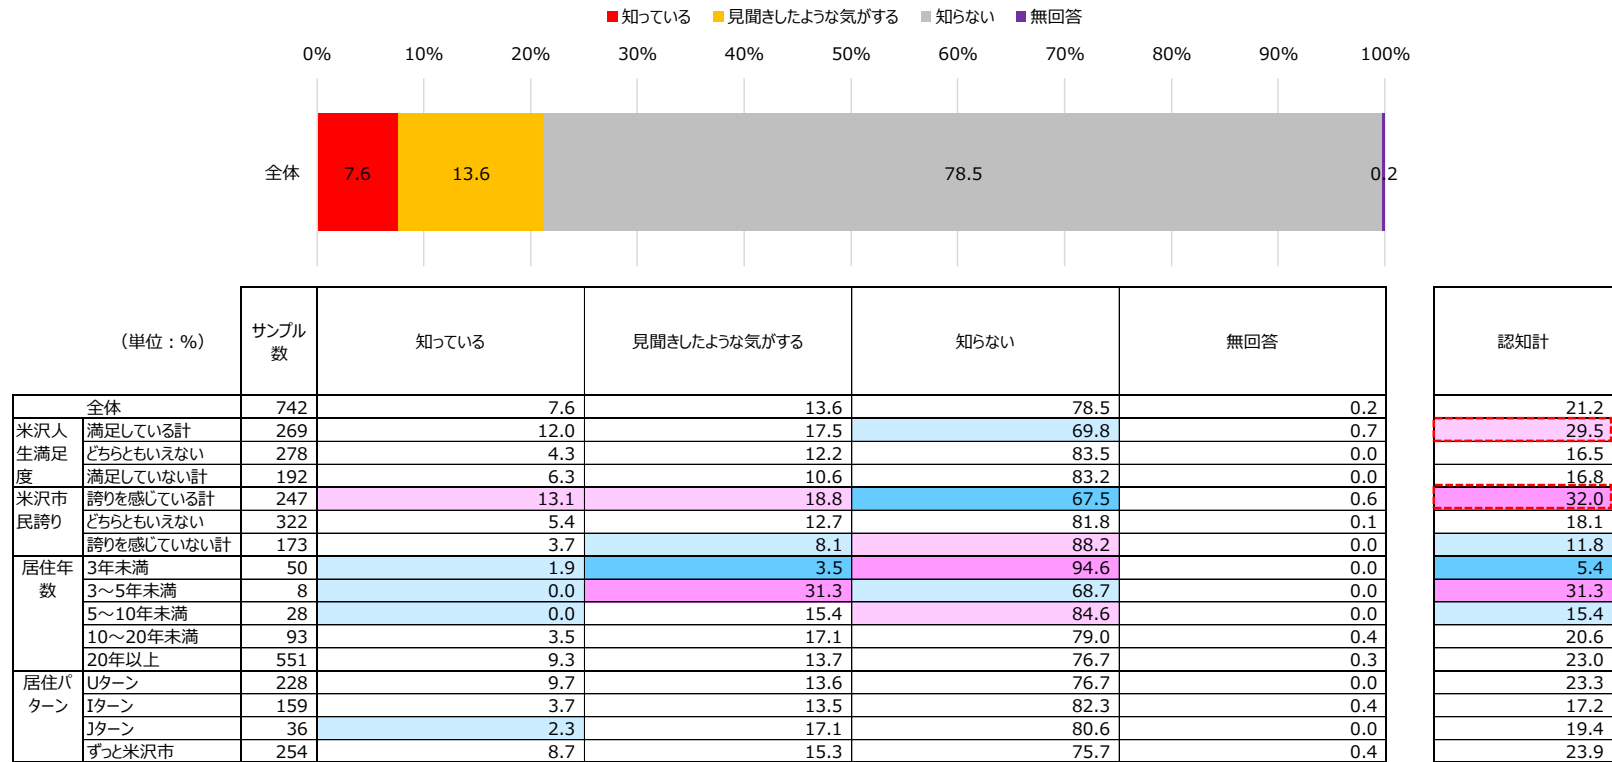 知っている 見聞きしたような気がする 知らない 無回答
0% 10% 20% 30% 40% 50% 60% 70% 80% 90% 100%
全体 7.6 13.6 78.5 0.2
（単位：%） サンプル数 知っている 見聞きしたような気がする 知らない 無回答 認知計
全体 742 7.6 13.6 78.5 0.2 21.2
米沢人生満足度 満足している計 269 12.0 17.5 69.8 0.7 29.5
どちらともいえない 278 4.3 12.2 83.5 0.0 16.5
満足していない計 192 6.3 10.6 83.2 0.0 16.8
米沢市民誇り 誇りを感じている計 247 13.1 18.8 67.5 0.6 32.0
どちらともいえない 322 5.4 12.7 81.8 0.1 18.1
誇りを感じていない計 173 3.7 8.1 88.2 0.0 11.8
居住年数 3年未満 50 1.9 3.5 94.6 0.0 5.4
3～5年未満 8 0.0 31.3 68.7 0.0 31.3
5～10年未満 28 0.0 15.4 84.6 0.0 15.4
10～20年未満 93 3.5 17.1 79.0 0.4 20.6
20年以上 551 9.3 13.7 76.7 0.3 23.0
居住パターン Uターン 228 9.7 13.6 76.7 0.0 23.3
Iターン 159 3.7 13.5 82.3 0.4 17.2
Jターン 36 2.3 17.1 80.6 0.0 19.4
ずっと米沢市 254 8.7 15.3 75.7 0.4 23.9